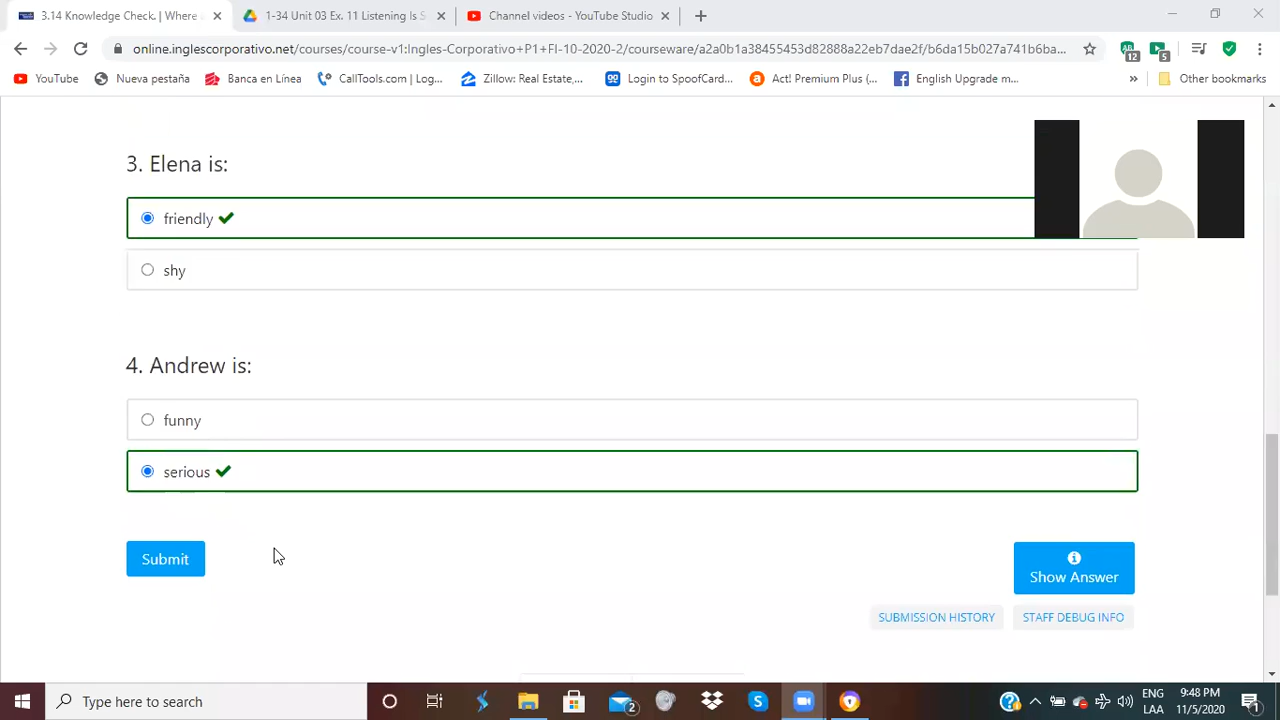 3.14 Knowledge Check. | Where
1-34 Unit 03 Ex. 11 Listening Is S
Channel videos - YouTube Studio
online.inglescorporativo.net/courses/course-v1:Ingles-Corporativo+P1+FI-10-2020-2/courseware/a2a0b1a38455453d82888a22eb7dae2f/b6da15b027a741b6ba...
12
5
YouTube
Nueva pestaña
Banca en Línea
CallTools.com | Log...
Zillow: Real Estate,...
Login to SpoofCard...
Act! Premium Plus (...
English Upgrade m...
Other bookmarks
3. Elena is:
friendly
shy
4. Andrew is:
funny
serious
Submit
Show Answer
SUBMISSION HISTORY
STAFF DEBUG INFO
Type here to search
2
ENG
LAA
9:48 PM
11/5/2020
1